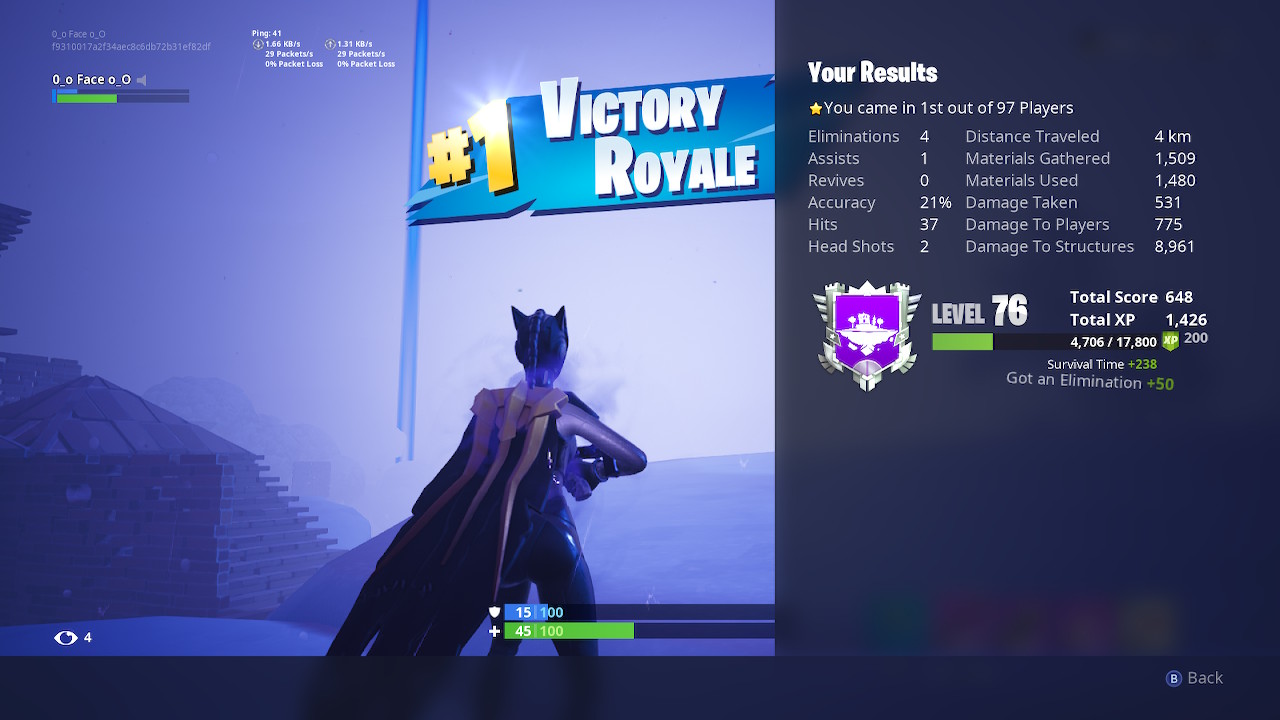 0_o Face o_O
f9310017a2f34aec8c6db72b31ef82df
Ping: 41
1.66 KB/s 1.31 KB/s
29 Packets/s 29 Packets/s
0% Packet Loss 0% Packet Loss
0_o Face o_O
#1 VICTORY
ROYALE
15 | 100
45 | 100
4
Your Results
You came in 1st out of 97 Players
Eliminations 4 Distance Traveled 4 km
Assists 1 Materials Gathered 1,509
Revives 0 Materials Used 1,480
Accuracy 21% Damage Taken 531
Hits 37 Damage To Players 775
Head Shots 2 Damage To Structures 8,961
LEVEL 76
Total Score 648
Total XP 1,426
4,706 / 17,800 XP 200
Survival Time +238
Got an Elimination +50
B Back